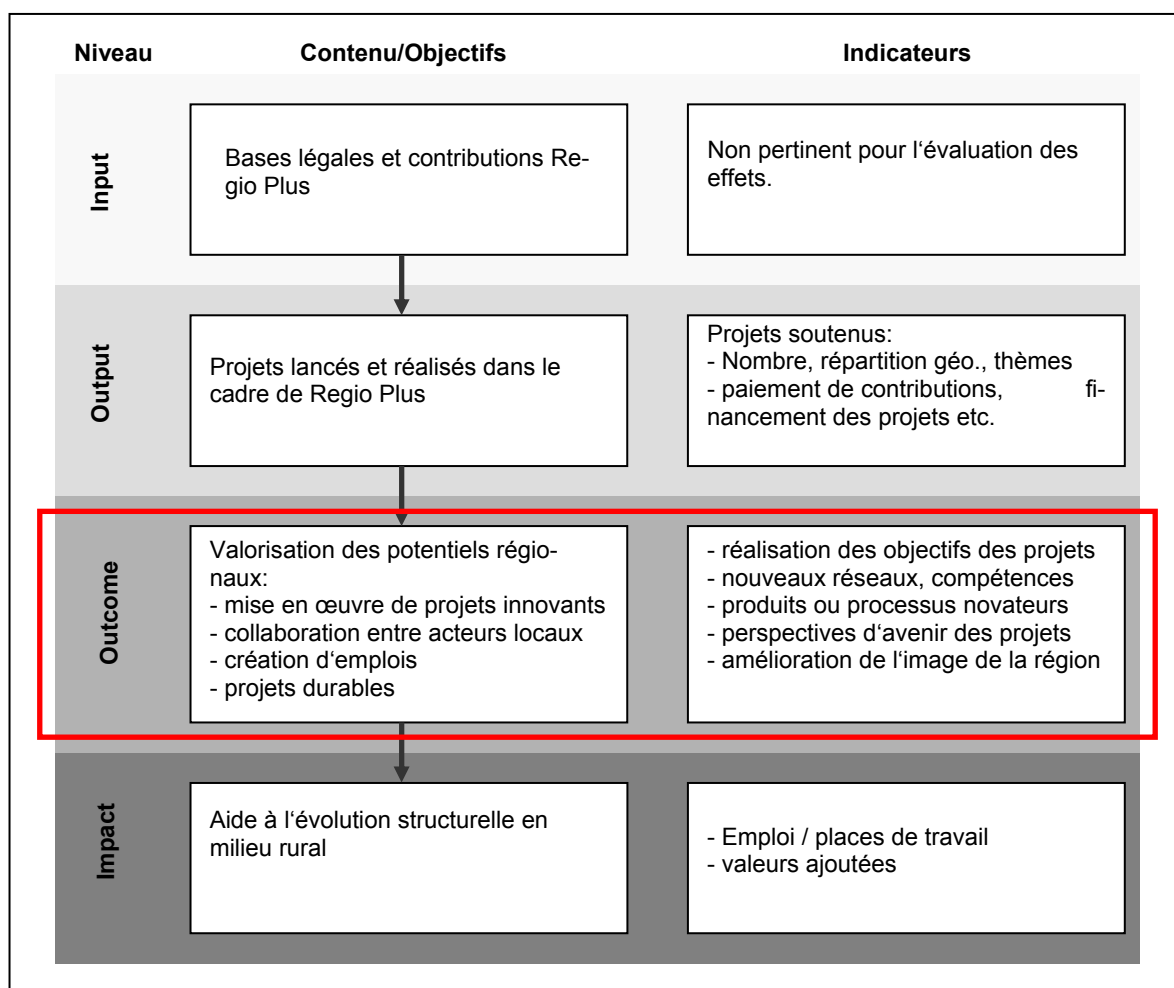 Niveau
Contenu/Objectifs
Indicateurs
Input
Bases légales et contributions Re-
gio Plus
Non pertinent pour l‘évaluation des
effets.
Output
Projets lancés et réalisés dans le
cadre de Regio Plus
Projets soutenus:
- Nombre, répartition géo., thèmes
- paiement de contributions, fi-
nancement des projets etc.
Outcome
Valorisation des potentiels régio-
naux:
- mise en œuvre de projets innovants
- collaboration entre acteurs locaux
- création d‘emplois
- projets durables
- réalisation des objectifs des projets
- nouveaux réseaux, compétences
- produits ou processus novateurs
- perspectives d‘avenir des projets
- amélioration de l‘image de la région
Impact
Aide à l‘évolution structurelle en
milieu rural
- Emploi / places de travail
- valeurs ajoutées